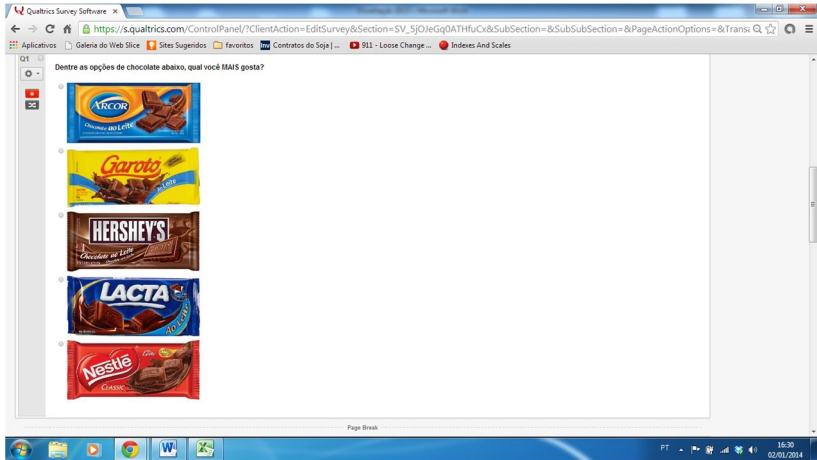 Qualtrics Survey Software
https://s.qualtrics.com/ControlPanel/?ClientAction=EditSurvey&Section=SV_5jOJeGq0ATHfuCx&SubSection=&SubSubSection=&PageActionOptions=&Transa
Aplicativos Galeria do Web Slice Sites Sugeridos favoritos Inv Contratos do Soja | ... 911 - Loose Change ... Indexes And Scales
Q1
Dentre as opções de chocolate abaixo, qual você MAIS gosta?
ARCOR
Chocolate ao Leite
Garoto
ao Leite
HERSHEY'S
Chocolate ao Leite
LACTA
Ao Leite
Nestlé
CLASSIC
Page Break
PT
16:30
02/01/2014